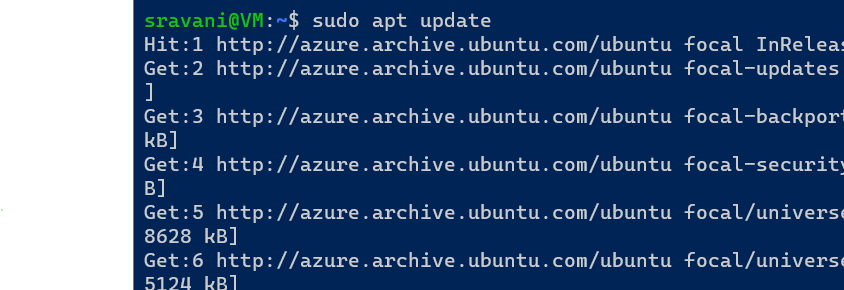 sravani@VM:~$ sudo apt update
Hit:1 http://azure.archive.ubuntu.com/ubuntu focal InReleas
Get:2 http://azure.archive.ubuntu.com/ubuntu focal-updates
]
Get:3 http://azure.archive.ubuntu.com/ubuntu focal-backport
kB]
Get:4 http://azure.archive.ubuntu.com/ubuntu focal-security
B]
Get:5 http://azure.archive.ubuntu.com/ubuntu focal/universe
8628 kB]
Get:6 http://azure.archive.ubuntu.com/ubuntu focal/universe
5124 kB]